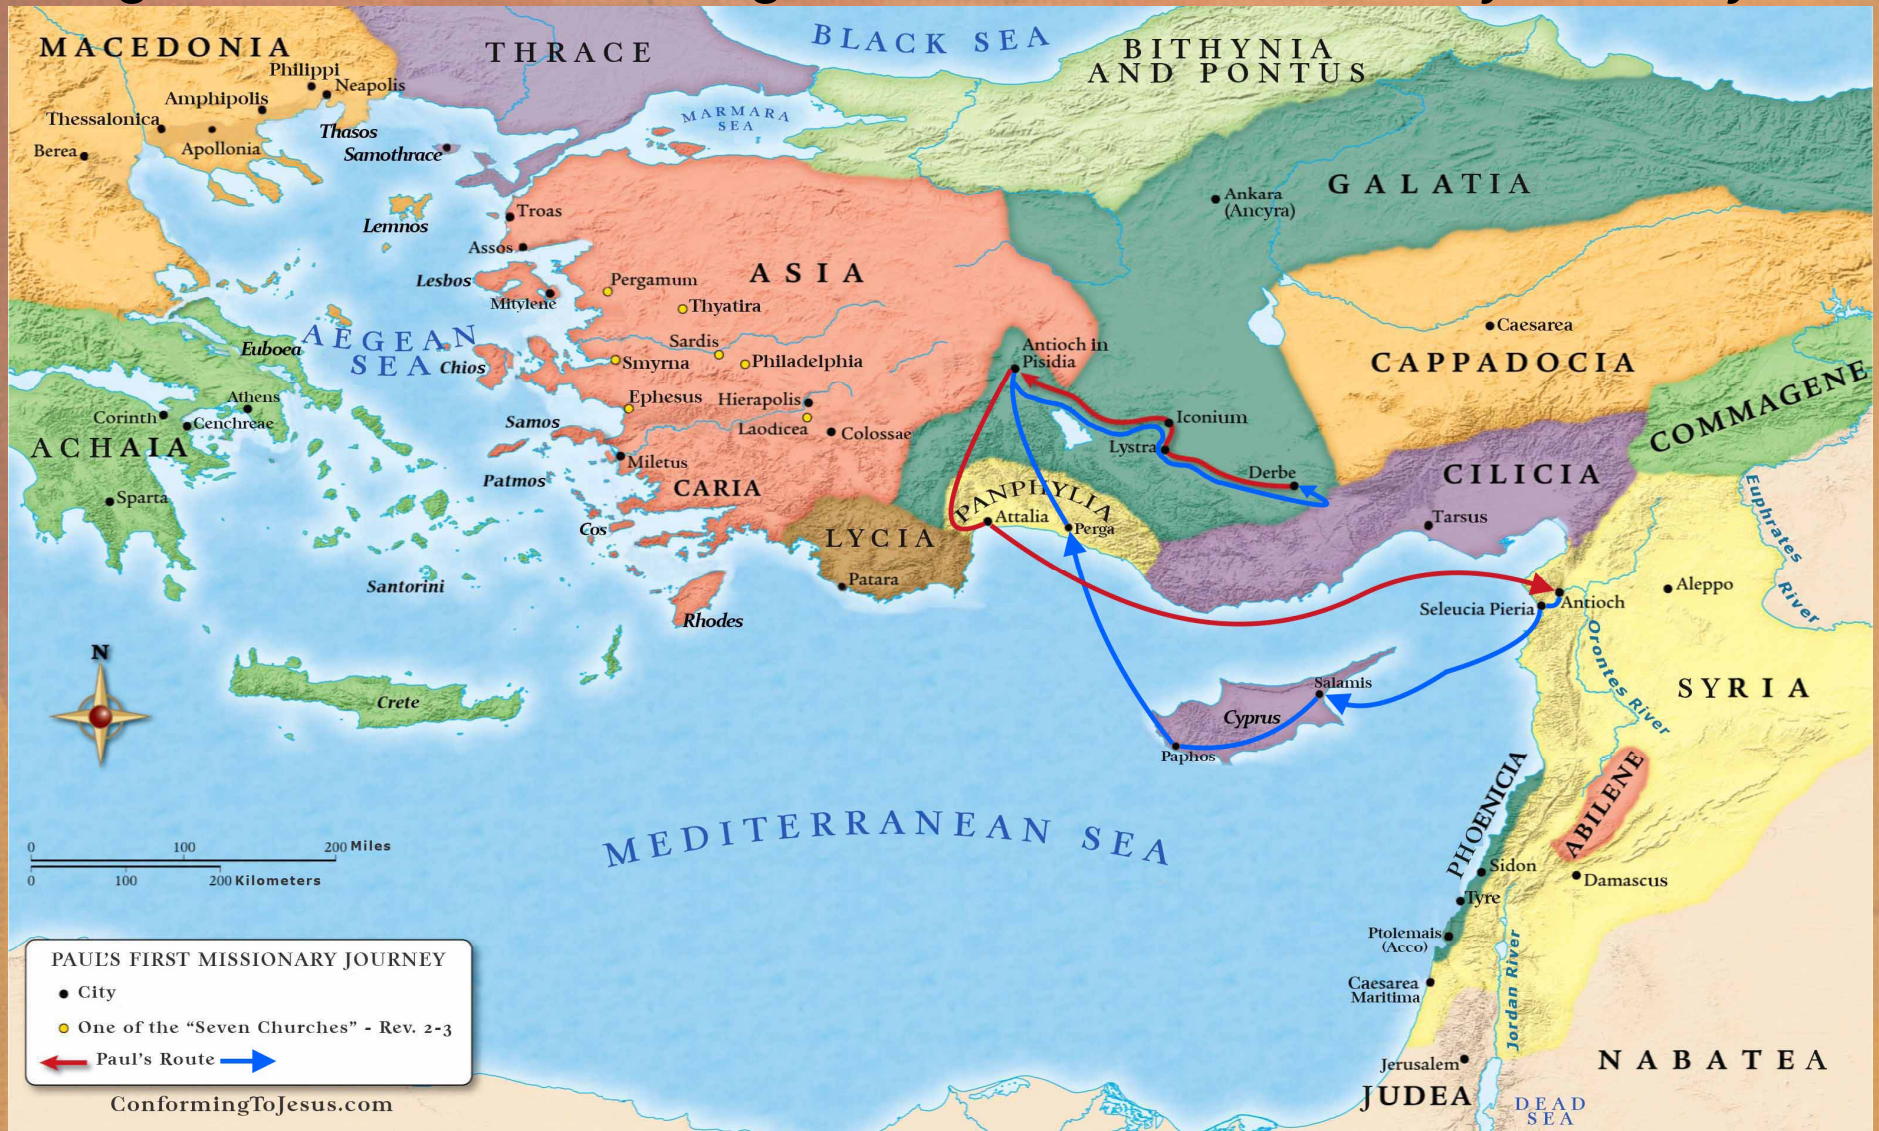 MACEDONIA
THRACE
BLACK SEA
BITHYNIA
AND PONTUS
Philippi
Neapolis
Amphipolis
Thessalonica
Apollonia
Berea
Thasos
Samothrace
MARMARA
SEA
GALATIA
Ankara
(Ancyra)
Troas
Lemnos
Assos
Lesbos
Mitylene
Pergamum
Thyatira
ASIA
AEGEAN
SEA
Euboea
Chios
Sardis
Smyrna
Philadelphia
Antioch in
Pisidia
Caesarea
CAPPADOCIA
COMMAGENE
Athens
Corinth
Cenchreae
ACHAIA
Sparta
Samos
Ephesus
Hierapolis
Laodicea
Colossae
Iconium
Lystra
Derbe
Miletus
Patmos
CARIA
CILICIA
Tarsus
PANPHYLIA
Attalia
Perga
Cos
LYCIA
Patara
Santorini
Rhodes
Euphrates
River
Aleppo
Seleucia Pieria
Antioch
Orontes River
SYRIA
N
Crete
Salamis
Cyprus
Paphos
PHOENICIA
ABILENE
MEDITERRANEAN SEA
0 100 200 Miles
0 100 200 Kilometers
Sidon
Damascus
Tyre
Ptolemais
(Acco)
Caesarea
Maritima
Jordan River
Jerusalem
JUDEA
NABATEA
DEAD
SEA
PAUL'S FIRST MISSIONARY JOURNEY
City
One of the “Seven Churches” - Rev. 2-3
Paul's Route
ConformingToJesus.com